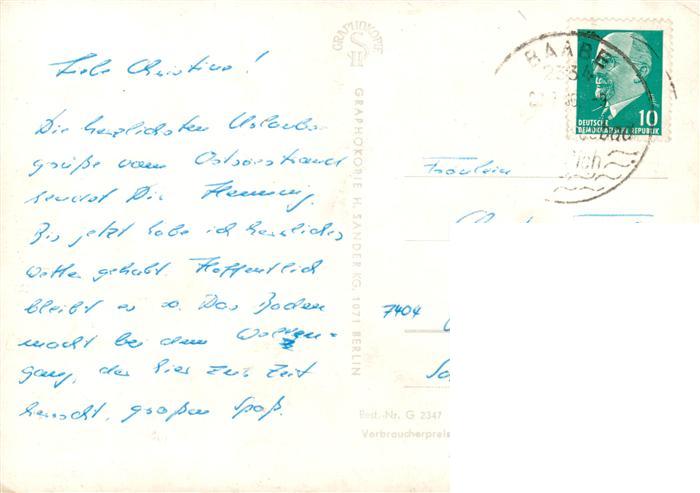 Liebe Christina!
Die herzlichsten Urlaubs-
grüße vom Ostseestrand
sendet Dir Henning.
Bis jetzt habe ich herrliches
Wetter gehabt. Hoffentlich
bleibt es so. Das Baden
macht bei dem Wellen-
gang, der hier zur Zeit
herrscht, großen Spaß.
GRAPHOKOPIE
GRAPHOKOPIE H. SANDER KG, 1071 BERLIN
BAABE
DEUTSCHE
DEMOKRATISCHE REPUBLIK
10
Fräulein
7404
Best.-Nr. G 2347
Verbraucherpreis